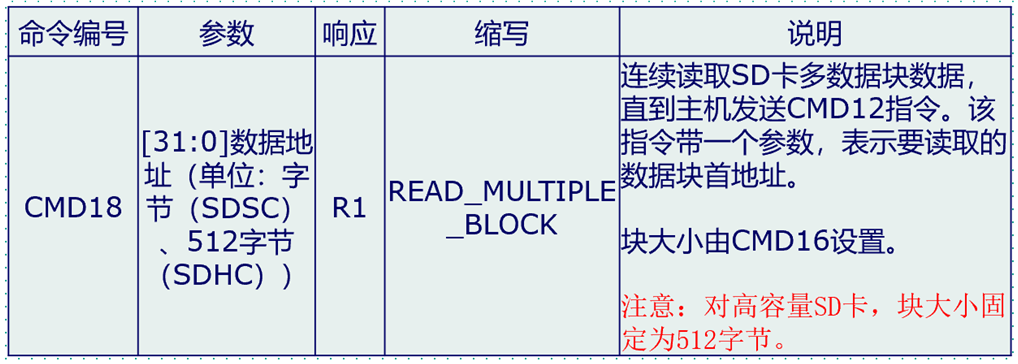 命令编号 参数 响应 缩写 说明
CMD18
[31:0]数据地
址（单位：字
节（SDSC）
、512字节
（SDHC））
R1
READ_MULTIPLE
_BLOCK
连续读取SD卡多数据块数据，
直到主机发送CMD12指令。该
指令带一个参数，表示要读取的
数据块首地址。
块大小由CMD16设置。
注意：对高容量SD卡，块大小固
定为512字节。